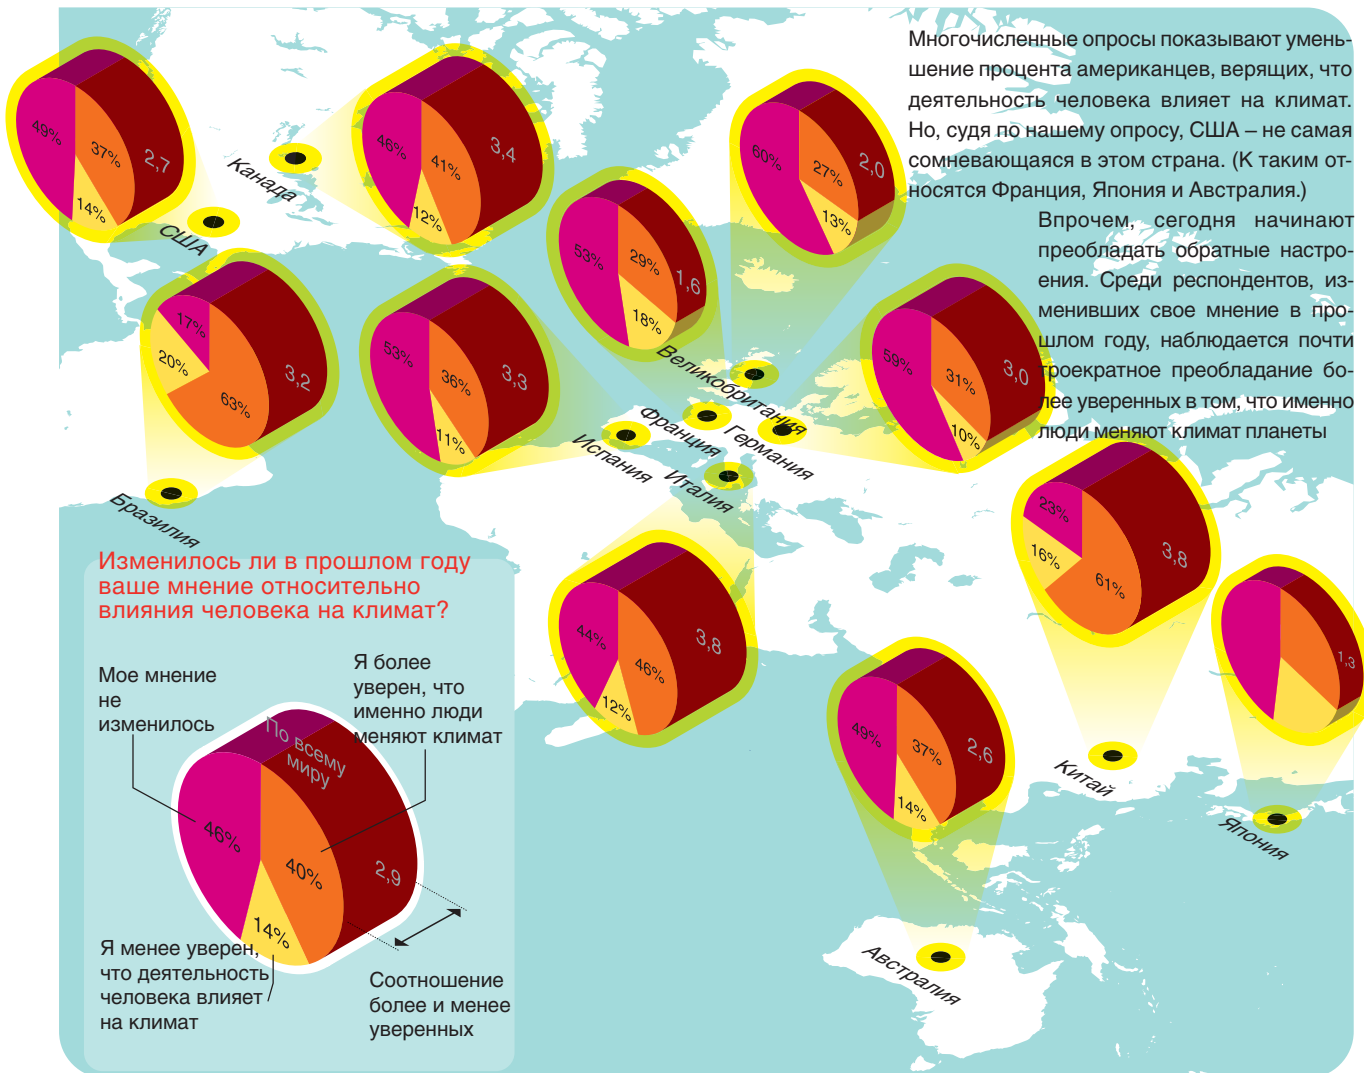 Многочисленные опросы показывают умень-
шение процента американцев, верящих, что
деятельность человека влияет на климат.
Но, судя по нашему опросу, США – не самая
сомневающаяся в этом страна. (К таким от-
носятся Франция, Япония и Австралия.)
Впрочем, сегодня начинают
преобладать обратные настро-
ения. Среди респондентов, из-
менивших свое мнение в про-
шлом году, наблюдается почти
троекратное преобладание бо-
лее уверенных в том, что именно
люди меняют климат планеты
49%
37%
14%
2,7
США
46%
41%
12%
3,4
Канада
17%
20%
63%
3,2
Бразилия
53%
36%
11%
3,3
Испания
53%
29%
18%
1,6
Франция
60%
27%
13%
2,0
Великобритания
59%
31%
10%
3,0
Германия
44%
46%
12%
3,8
Италия
49%
37%
14%
2,6
Австралия
23%
16%
61%
3,8
Китай
1,3
Япония
Изменилось ли в прошлом году
ваше мнение относительно
влияния человека на климат?
Мое мнение
не
изменилось
Я более
уверен, что
именно люди
меняют климат
По всему
миру
46%
40%
14%
2,9
Я менее уверен,
что деятельность
человека влияет
на климат
Соотношение
более и менее
уверенных